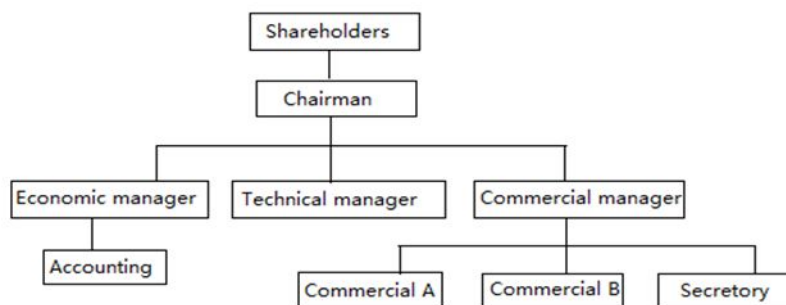 Shareholders
Chairman
Economic manager
Technical manager
Commercial manager
Accounting
Commercial A
Commercial B
Secretory